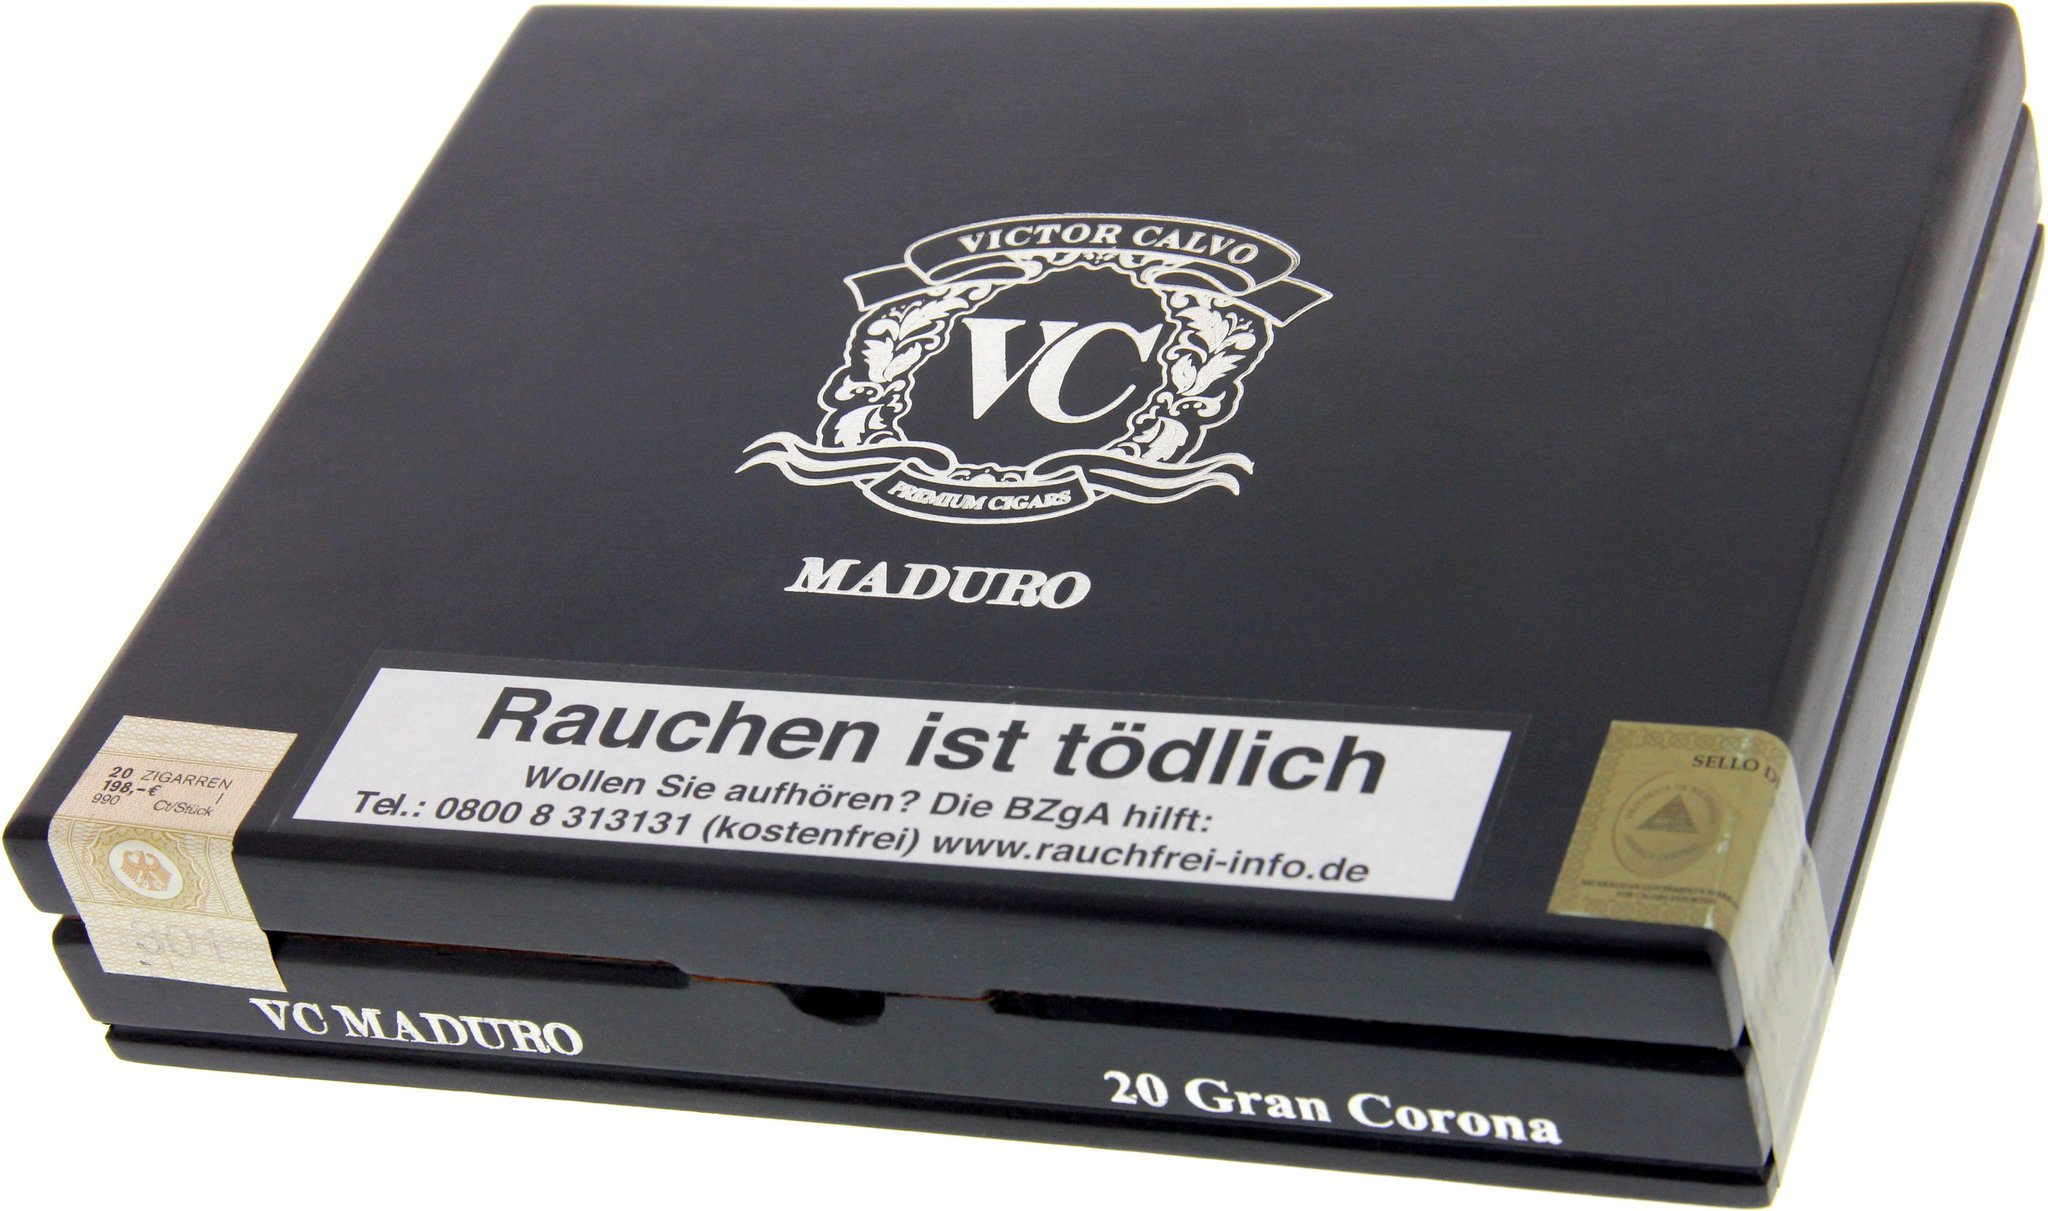 VICTOR CALVO
VC
PREMIUM CIGARS
MADURO
Rauchen ist tödlich
Wollen Sie aufhören? Die BZgA hilft:
Tel.: 0800 8 313131 (kostenfrei) www.rauchfrei-info.de
20 ZIGARREN
198,-€ I
990 Ct/Stück
301
SELLO
VC MADURO
20 Gran Corona